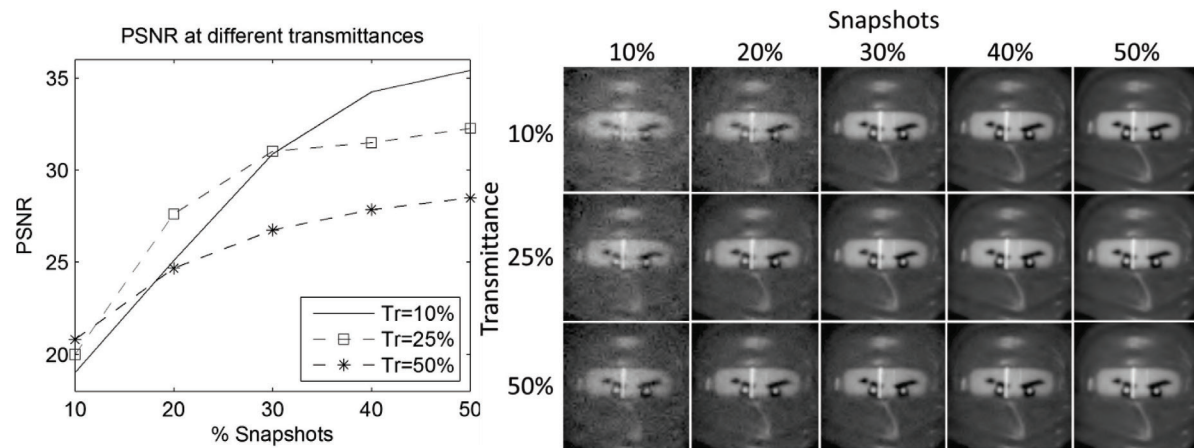 PSNR at different transmittances
35
30
25
20
PSNR
10 20 30 40 50
% Snapshots
Tr=10%
Tr=25%
Tr=50%
Snapshots
10% 20% 30% 40% 50%
Transmittance
10%
25%
50%